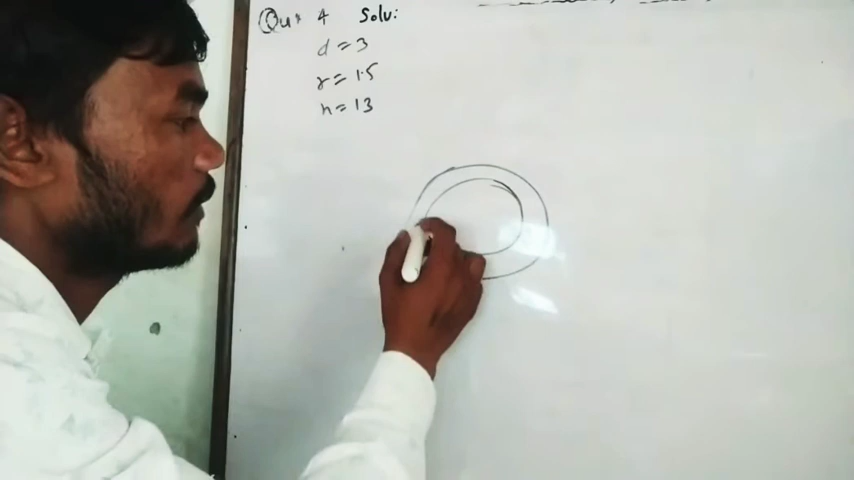 Qu: 4 Solu:
d = 3
r = 1.5
h = 13